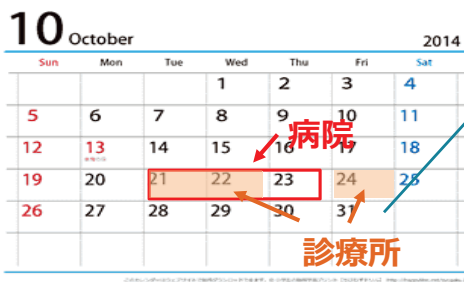 10 October 2014
Sun Mon Tue Wed Thu Fri Sat
1 2 3 4
5 6 7 8 9 10 11
12 13 14 15 16 17 18
19 20 21 22 23 24 25
26 27 28 29 30 31
病院
診療所